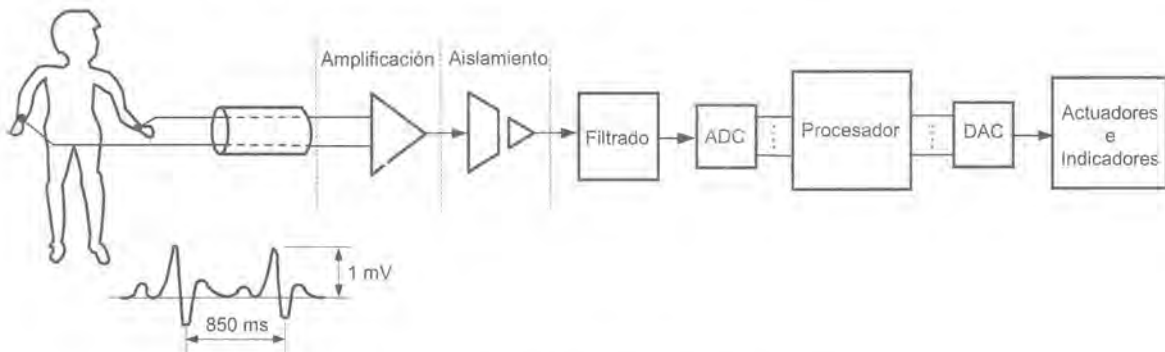 Amplificación
Aislamiento
Filtrado
ADC
Procesador
DAC
Actuadores
e
Indicadores
1 mV
850 ms